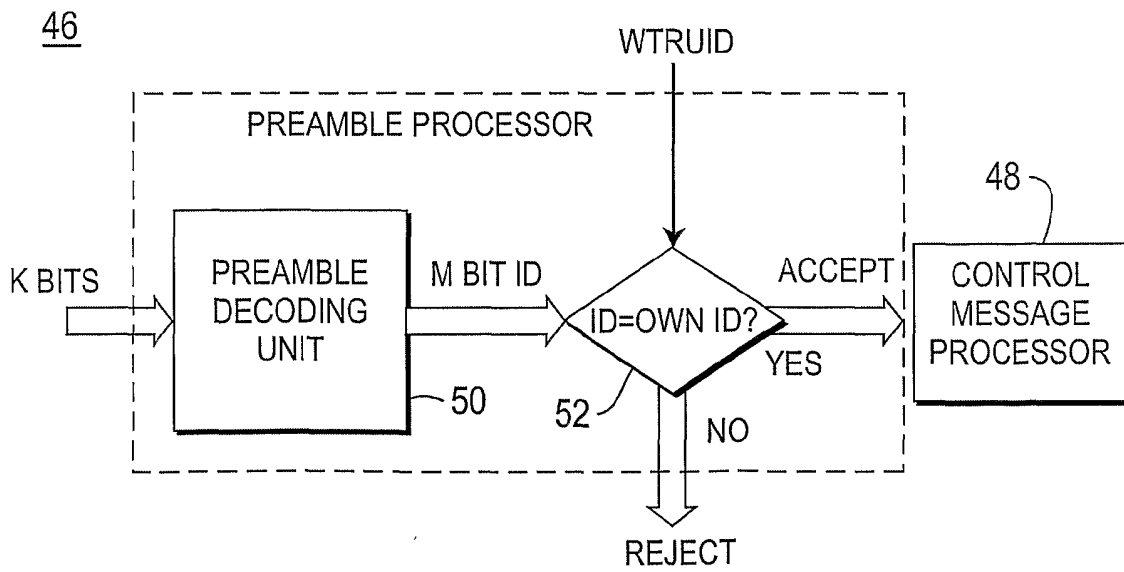 46
WTRUID
PREAMBLE PROCESSOR
48
K BITS
PREAMBLE
DECODING
UNIT
M BIT ID
ID=OWN ID?
ACCEPT
YES
CONTROL
MESSAGE
PROCESSOR
50
52
NO
REJECT